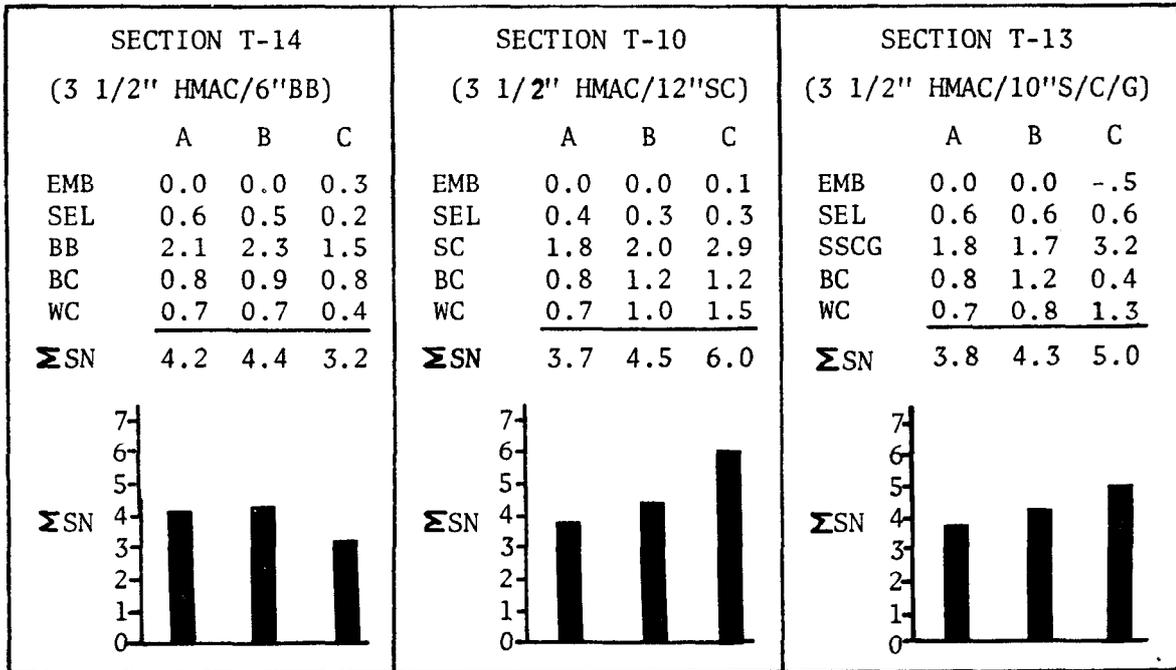 SECTION T-14
(3 1/2" HMAC/6"BB)
A B C
EMB 0.0 0.0 0.3
SEL 0.6 0.5 0.2
BB 2.1 2.3 1.5
BC 0.8 0.9 0.8
WC 0.7 0.7 0.4
ΣSN 4.2 4.4 3.2
7
6
5
ΣSN 4
3
2
1
0
SECTION T-10
(3 1/2" HMAC/12"SC)
A B C
EMB 0.0 0.0 0.1
SEL 0.4 0.3 0.3
SC 1.8 2.0 2.9
BC 0.8 1.2 1.2
WC 0.7 1.0 1.5
ΣSN 3.7 4.5 6.0
7
6
5
ΣSN 4
3
2
1
0
SECTION T-13
(3 1/2" HMAC/10"S/C/G)
A B C
EMB 0.0 0.0 -.5
SEL 0.6 0.6 0.6
SSCG 1.8 1.7 3.2
BC 0.8 1.2 0.4
WC 0.7 0.8 1.3
ΣSN 3.8 4.3 5.0
7
6
5
ΣSN 4
3
2
1
0